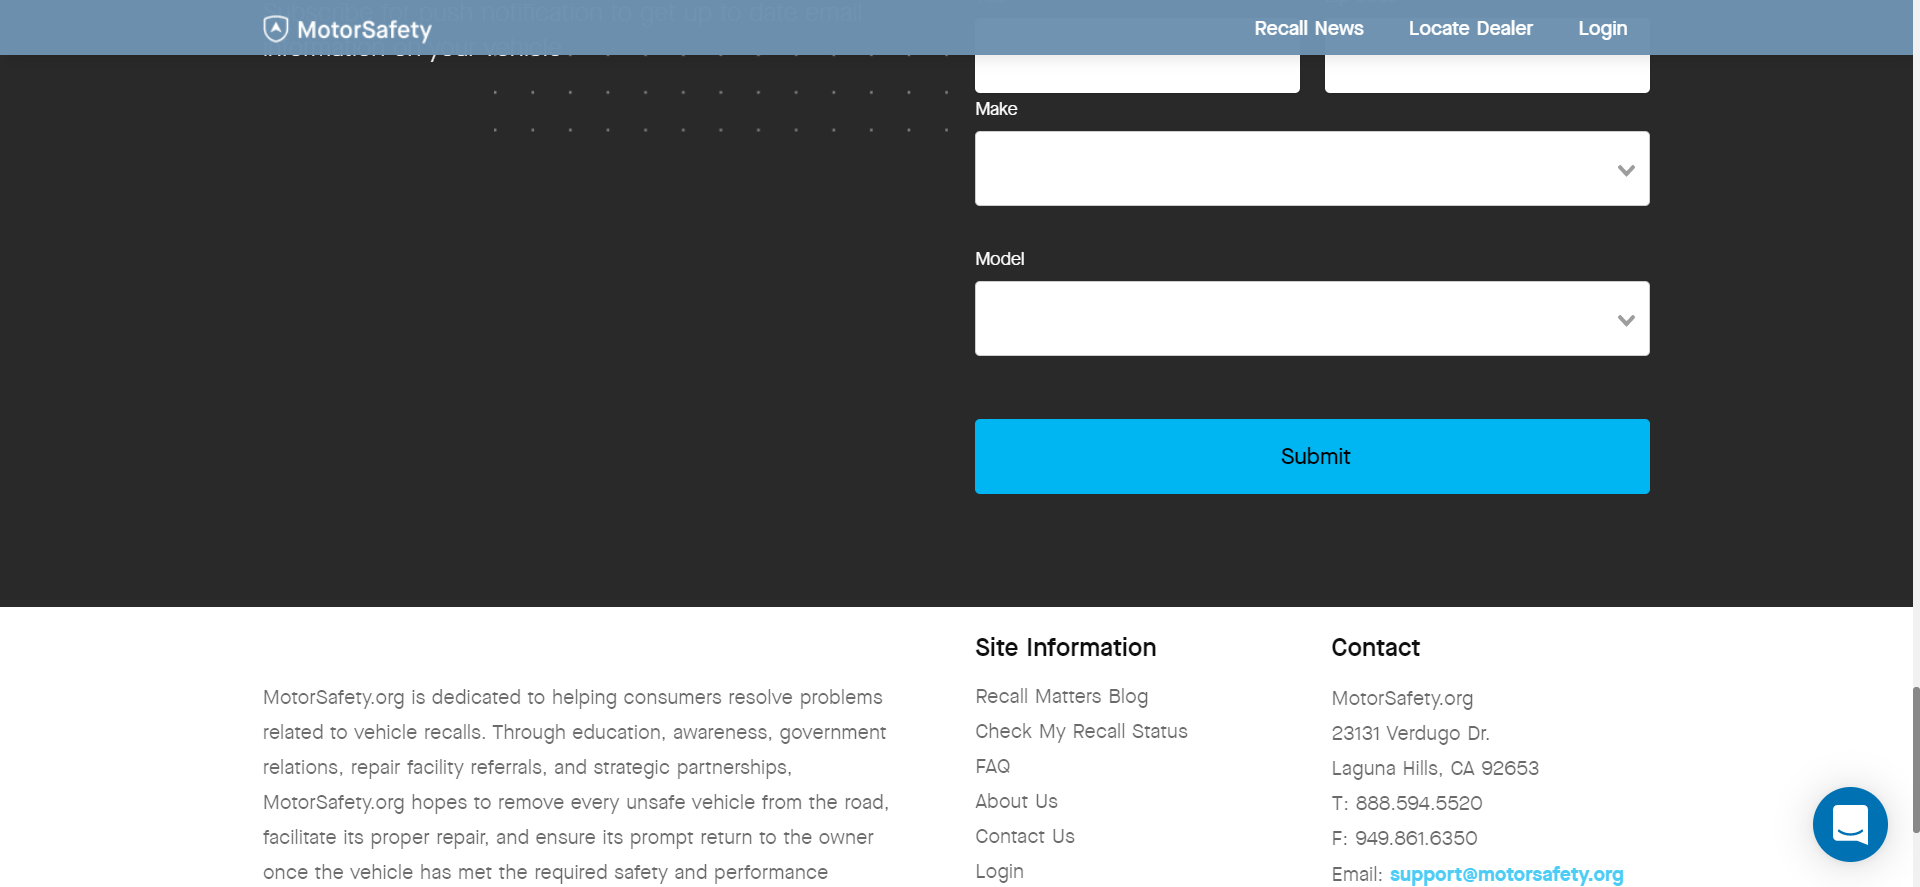 Subscribe for push notification to get up to date email
MotorSafety
Recall News
Locate Dealer
Login
information on your vehicle
Make
Model
Submit
Site Information
Contact
MotorSafety.org is dedicated to helping consumers resolve problems
related to vehicle recalls. Through education, awareness, government
relations, repair facility referrals, and strategic partnerships,
MotorSafety.org hopes to remove every unsafe vehicle from the road,
facilitate its proper repair, and ensure its prompt return to the owner
once the vehicle has met the required safety and performance
Recall Matters Blog
Check My Recall Status
FAQ
About Us
Contact Us
Login
MotorSafety.org
23131 Verdugo Dr.
Laguna Hills, CA 92653
T: 888.594.5520
F: 949.861.6350
Email: support@motorsafety.org